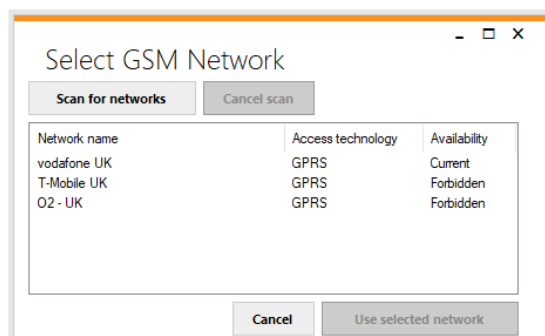 Select GSM Network
Scan for networks Cancel scan
Network name Access technology Availability
vodafone UK GPRS Current
T-Mobile UK GPRS Forbidden
O2 - UK GPRS Forbidden
Cancel Use selected network